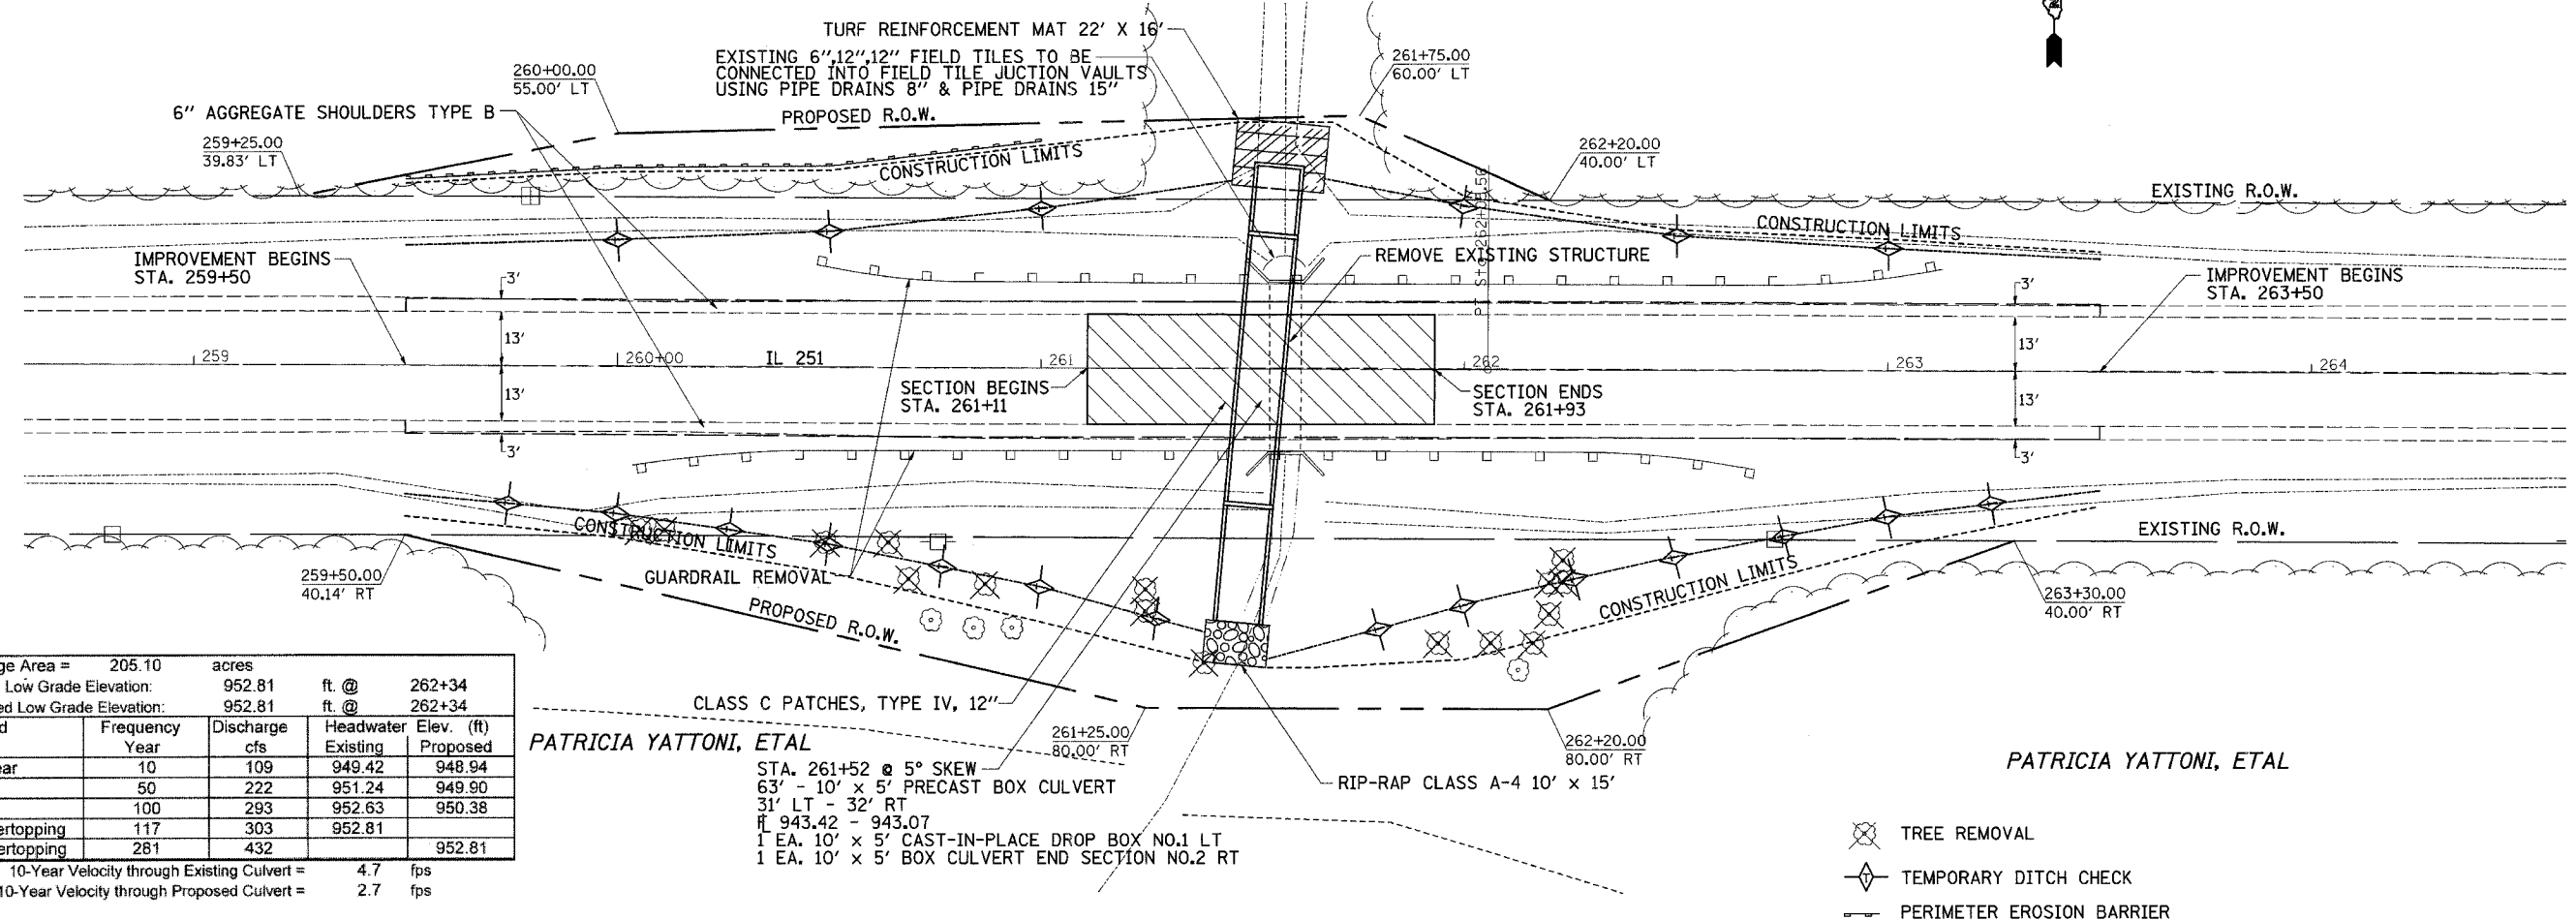 TURF REINFORCEMENT MAT 22' X 16'
EXISTING 6",12",12" FIELD TILES TO BE
CONNECTED INTO FIELD TILE JUCTION VAULTS
USING PIPE DRAINS 8" & PIPE DRAINS 15"
260+00.00
55.00' LT
261+75.00
60.00' LT
6" AGGREGATE SHOULDERS TYPE B
PROPOSED R.O.W.
259+25.00
39.83' LT
CONSTRUCTION LIMITS
262+20.00
40.00' LT
EXISTING R.O.W.
CONSTRUCTION LIMITS
IMPROVEMENT BEGINS
STA. 259+50
REMOVE EXISTING STRUCTURE
IMPROVEMENT BEGINS
STA. 263+50
3'
3'
13'
13'
259
260+00
IL 251
261
262
263
264
SECTION BEGINS
STA. 261+11
SECTION ENDS
STA. 261+93
13'
13'
3'
3'
CONSTRUCTION LIMITS
EXISTING R.O.W.
259+50.00
40.14' RT
GUARDRAIL REMOVAL
PROPOSED R.O.W.
CONSTRUCTION LIMITS
263+30.00
40.00' RT
ge Area = 205.10 acres
Low Grade Elevation: 952.81 ft. @ 262+34
ed Low Grade Elevation: 952.81 ft. @ 262+34
d Frequency Discharge Headwater Elev. (ft)
Year cfs Existing Proposed
ear 10 109 949.42 948.94
50 222 951.24 949.90
100 293 952.63 950.38
ertopping 117 303 952.81
ertopping 281 432 952.81
10-Year Velocity through Existing Culvert = 4.7 fps
10-Year Velocity through Proposed Culvert = 2.7 fps
CLASS C PATCHES, TYPE IV, 12"
PATRICIA YATTONI, ETAL
261+25.00
80.00' RT
262+20.00
80.00' RT
STA. 261+52 @ 5° SKEW
63' - 10' x 5' PRECAST BOX CULVERT
31' LT - 32' RT
FL 943.42 - 943.07
1 EA. 10' x 5' CAST-IN-PLACE DROP BOX NO.1 LT
1 EA. 10' x 5' BOX CULVERT END SECTION NO.2 RT
RIP-RAP CLASS A-4 10' x 15'
PATRICIA YATTONI, ETAL
TREE REMOVAL
T TEMPORARY DITCH CHECK
PERIMETER EROSION BARRIER